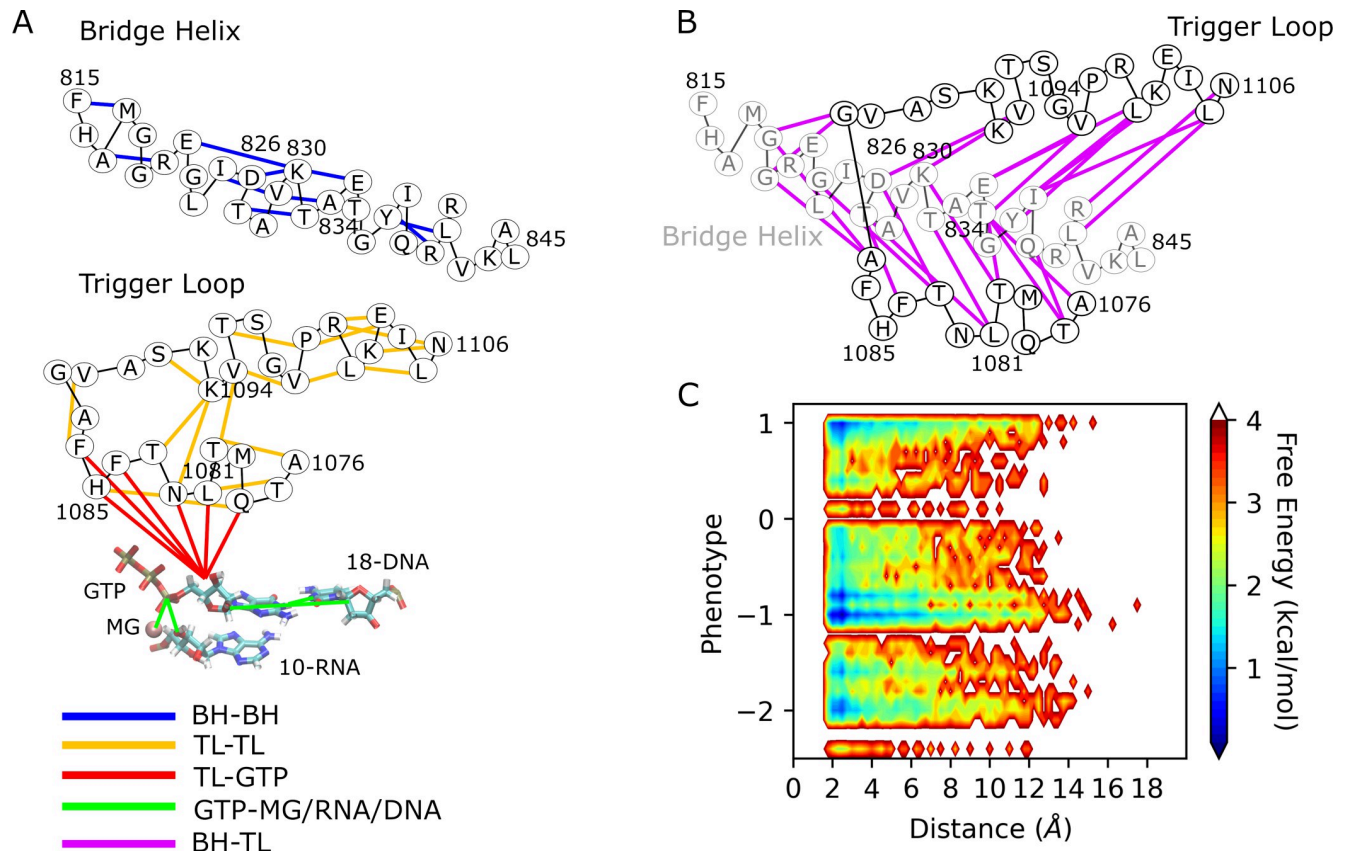 A
Bridge Helix
815
F
M
H
G
E
A
G
R
826
830
G
I
D
K
E
L
V
T
A
T
A
T
834
I
R
G
Y
Q
R
L
A
845
V
K
L
Trigger Loop
T
S
P
R
E
S
K
I
N
1106
G
V
A
V
G
K
K
1094
V
L
L
A
F
F
T
T
M
A
1076
1081
H
N
L
Q
T
1085
18-DNA
GTP
MG
10-RNA
BH-BH
TL-TL
TL-GTP
GTP-MG/RNA/DNA
BH-TL
B
Trigger Loop
815
T
S
P
R
E
1094
K
I
N
1106
F
M
G
V
A
S
K
V
G
V
L
K
L
H
G
E
826
830
K
A
G
R
G
I
D
V
K
E
I
R
L
T
A
T
A
T
Y
Bridge Helix
834
G
Q
R
L
A
845
V
K
L
A
F
H
F
T
N
L
T
M
Q
T
A
1076
1085
1081
C
Phenotype
1
0
−1
−2
0
2
4
6
8
10
12
14
16
18
Distance (Å)
4
3
2
1
Free Energy (kcal/mol)